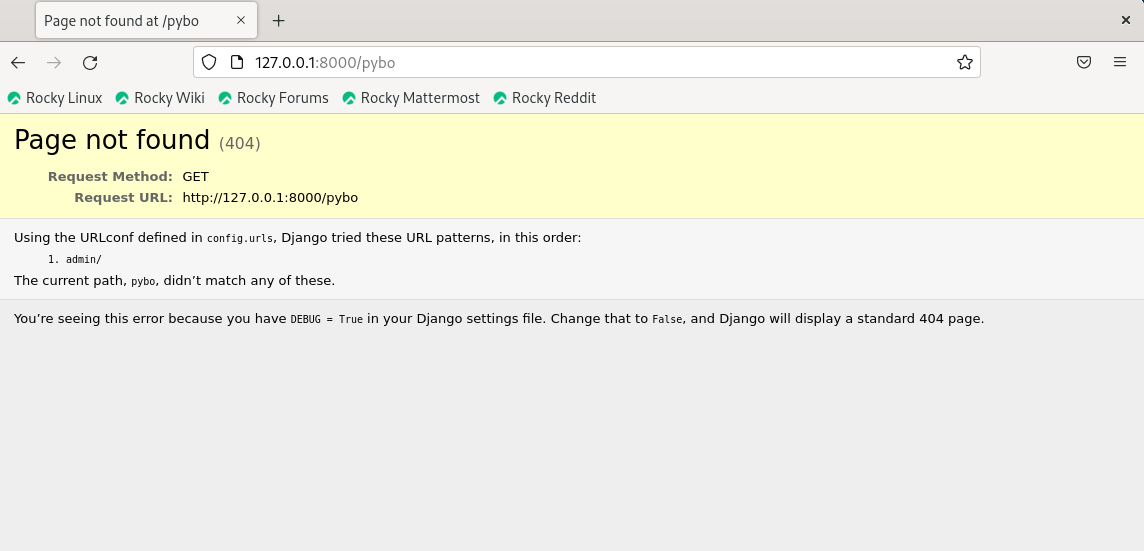 Page not found at /pybo
127.0.0.1:8000/pybo
Rocky Linux Rocky Wiki Rocky Forums Rocky Mattermost Rocky Reddit
Page not found (404)
Request Method: GET
Request URL: http://127.0.0.1:8000/pybo
Using the URLconf defined in config.urls, Django tried these URL patterns, in this order:
1. admin/
The current path, pybo, didn’t match any of these.
You’re seeing this error because you have DEBUG = True in your Django settings file. Change that to False, and Django will display a standard 404 page.